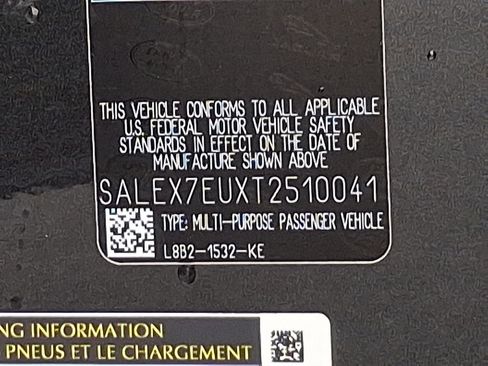 THIS VEHICLE CONFORMS TO ALL APPLICABLE
U.S. FEDERAL MOTOR VEHICLE SAFETY
STANDARDS IN EFFECT ON THE DATE OF
MANUFACTURE SHOWN ABOVE
SALEX7EUXT2510041
TYPE: MULTI-PURPOSE PASSENGER VEHICLE
L8B2-1532-KE
NG INFORMATION
PNEUS ET LE CHARGEMENT